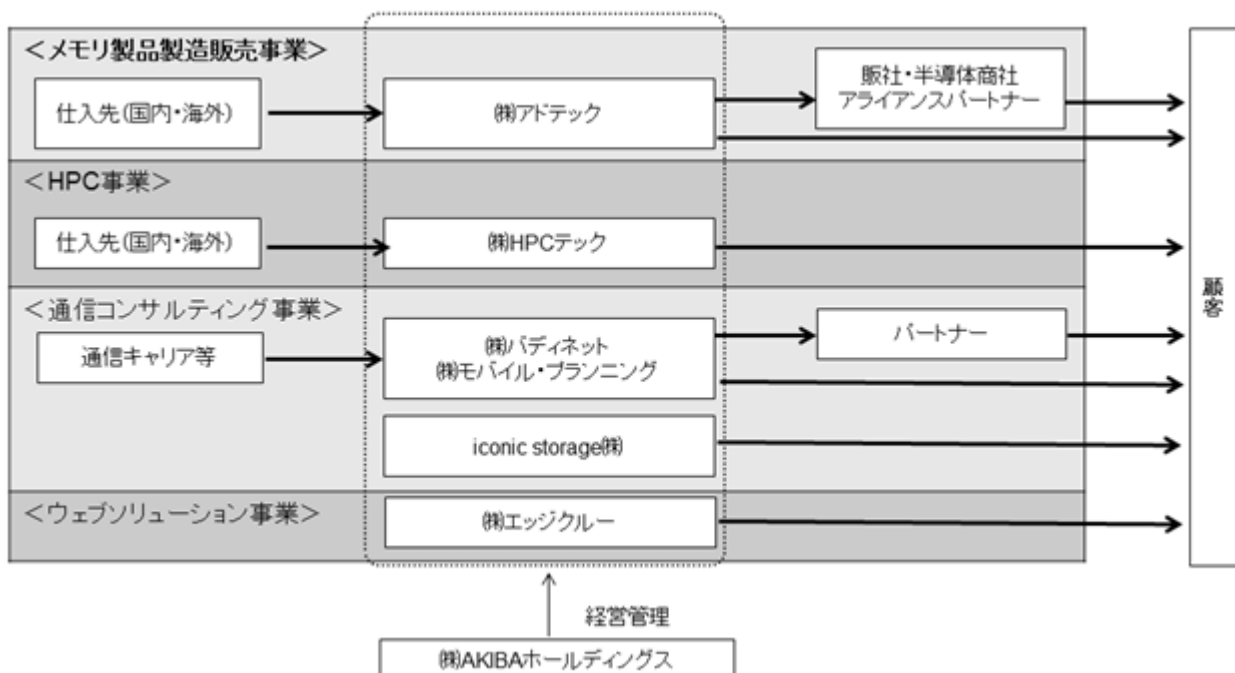 ＜メモリ製品製造販売事業＞
仕入先(国内・海外)
㈱アドテック
販社・半導体商社
アライアンスパートナー
＜HPC事業＞
仕入先(国内・海外)
㈱HPCテック
＜通信コンサルティング事業＞
通信キャリア等
㈱バディネット
㈱モバイル・プランニング
パートナー
iconic storage㈱
＜ウェブソリューション事業＞
㈱エッジクルー
顧客
経営管理
㈱AKIBAホールディングス